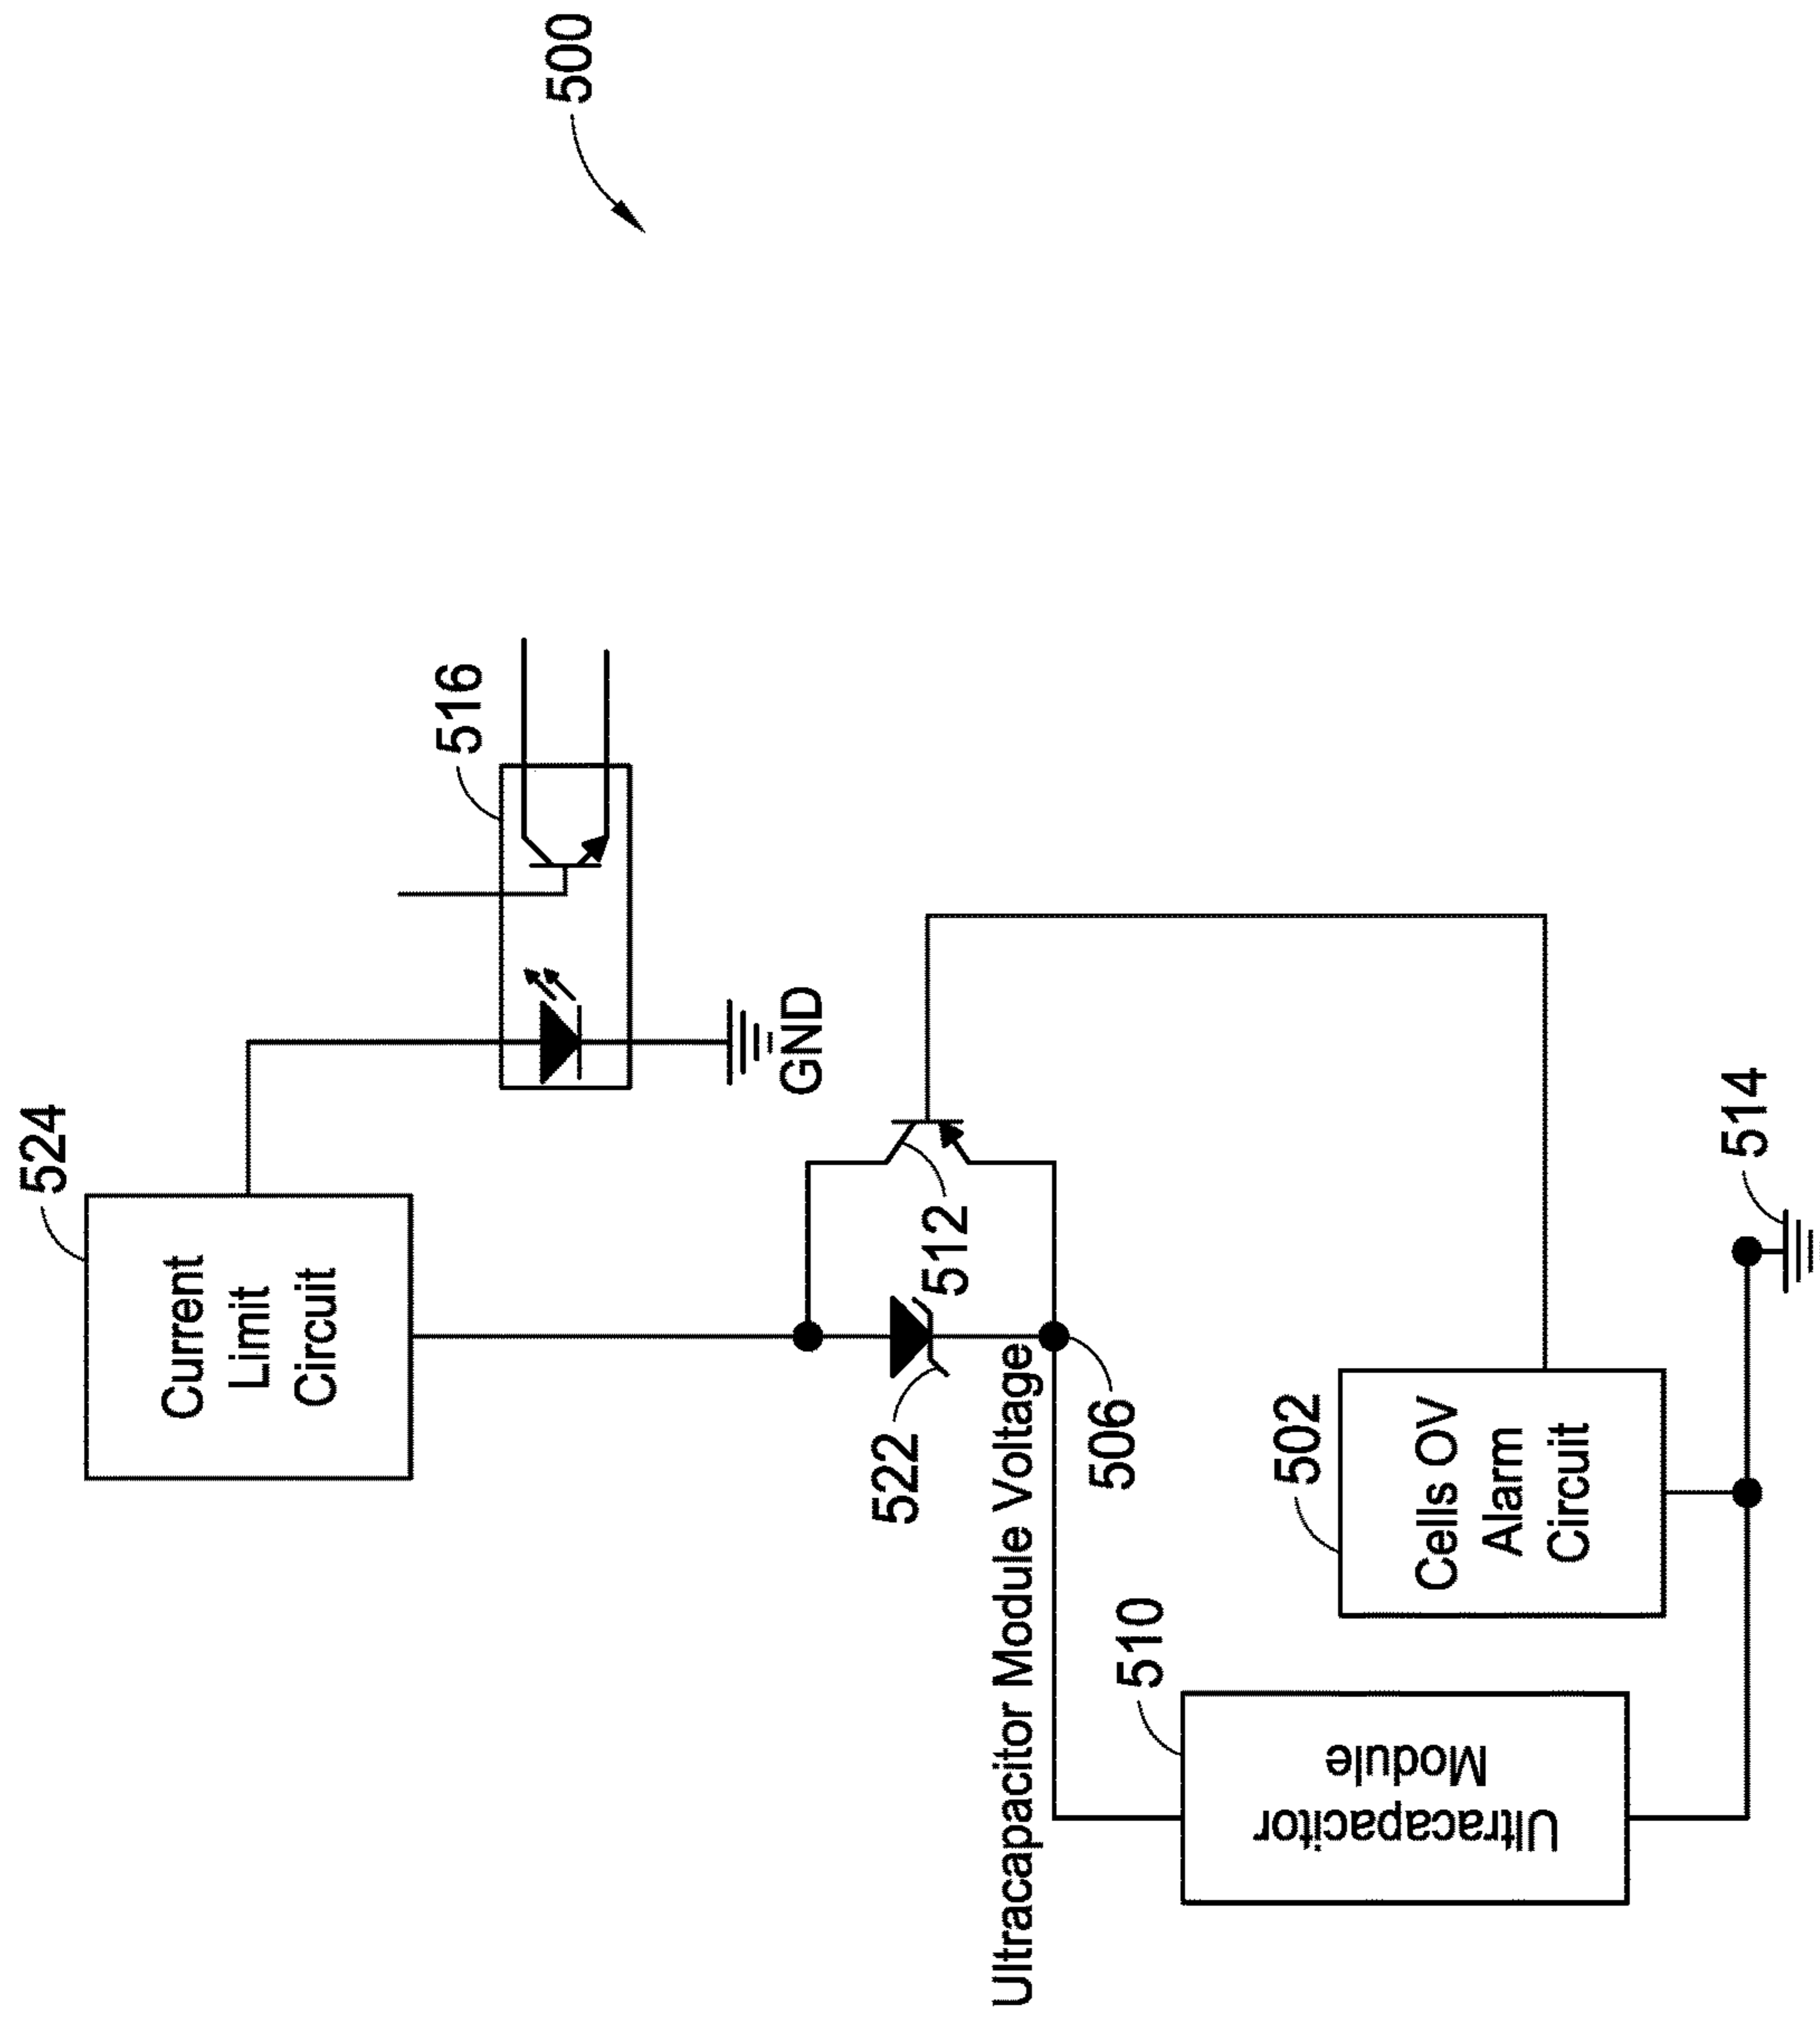 500
524
Current
Limit
Circuit
516
GND
522
512
Ultracapacitor Module Voltage
506
510
Ultracapacitor
Module
502
Cells OV
Alarm
Circuit
514